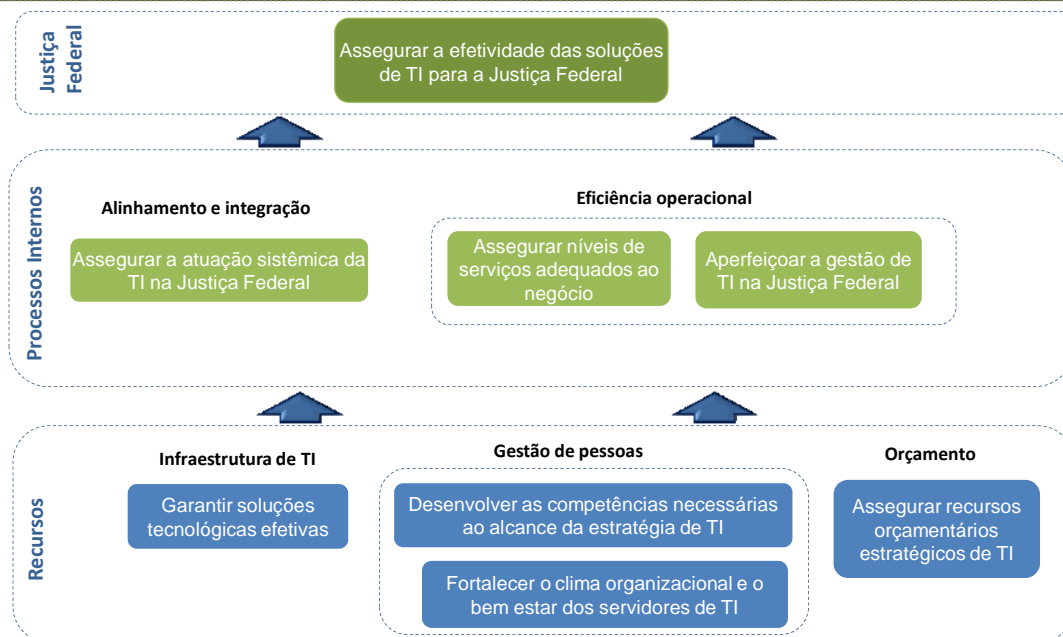 Justiça
Federal
Assegurar a efetividade das soluções
de TI para a Justiça Federal
Processos Internos
Alinhamento e integração
Assegurar a atuação sistêmica da
TI na Justiça Federal
Eficiência operacional
Assegurar níveis de
serviços adequados ao
negócio
Aperfeiçoar a gestão de
TI na Justiça Federal
Recursos
Infraestrutura de TI
Garantir soluções
tecnológicas efetivas
Gestão de pessoas
Desenvolver as competências necessárias
ao alcance da estratégia de TI
Fortalecer o clima organizacional e o
bem estar dos servidores de TI
Orçamento
Assegurar recursos
orçamentários
estratégicos de TI